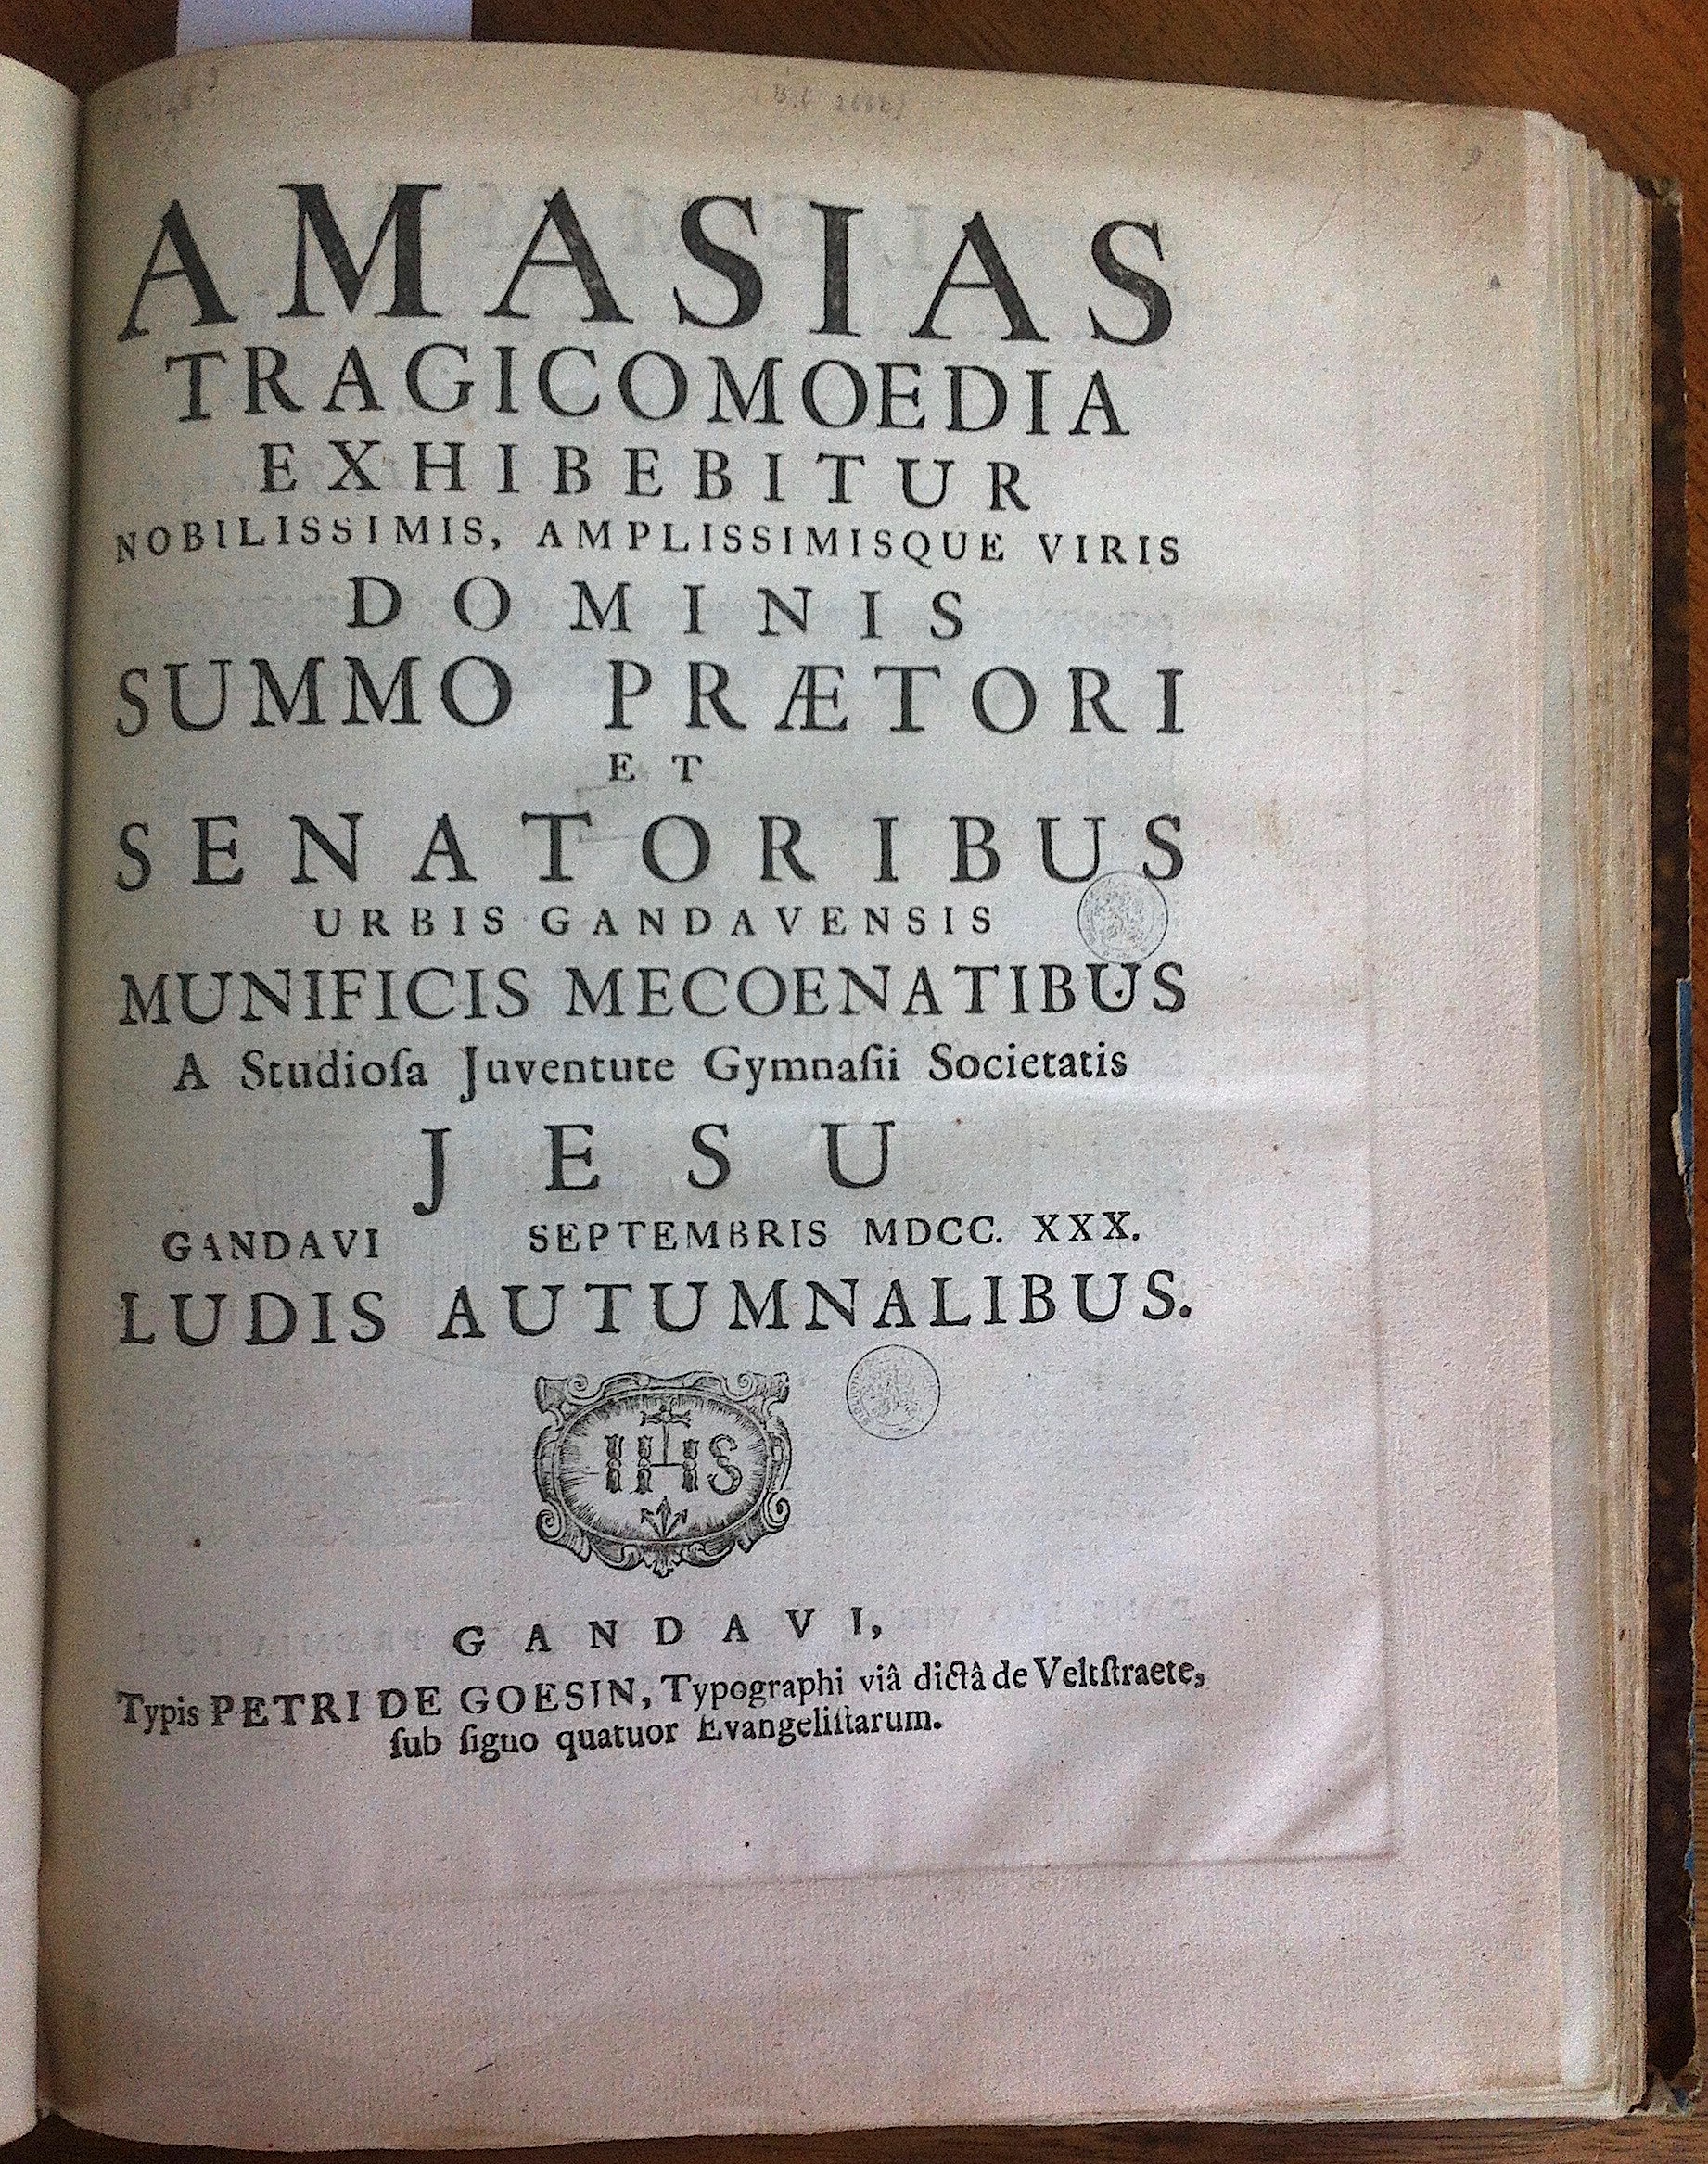 AMASIAS
TRAGICOMOEDIA
EXHIBEBITUR
NOBILISSIMIS, AMPLISSIMISQUE VIRIS
DOMINIS
SUMMO PRÆTORI
ET
SENATORIBUS
URBIS GANDAVENSIS
MUNIFICIS MECOENATIBUS
A Studioſa Juventute Gymnaſii Societatis
JESU
GANDAVI SEPTEMBRIS MDCC. XXX.
LUDIS AUTUMNALIBUS.
IHS
GANDAVI,
Typis PETRI DE GOESIN, Typographi viâ dictâ de Veltſtraete,
ſub ſigno quatuor Evangeliſtarum.